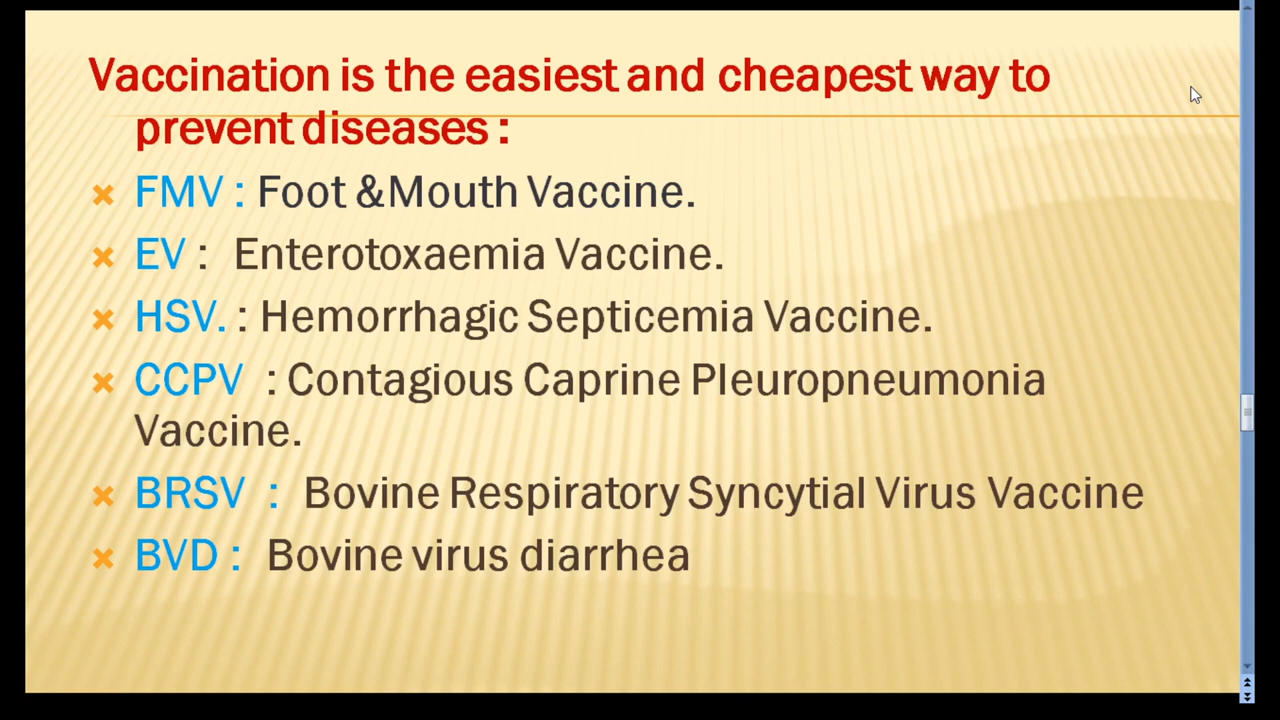 Vaccination is the easiest and cheapest way to
prevent diseases :
FMV : Foot &Mouth Vaccine.
EV : Enterotoxaemia Vaccine.
HSV. : Hemorrhagic Septicemia Vaccine.
CCPV : Contagious Caprine Pleuropneumonia
Vaccine.
BRSV : Bovine Respiratory Syncytial Virus Vaccine
BVD : Bovine virus diarrhea